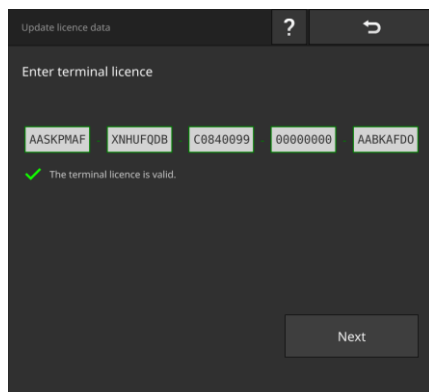 Update licence data ?
Enter terminal licence
AASKPMAF - XNHUFQDB - C0840099 - 00000000 - AABKAFDO
The terminal licence is valid.
Next